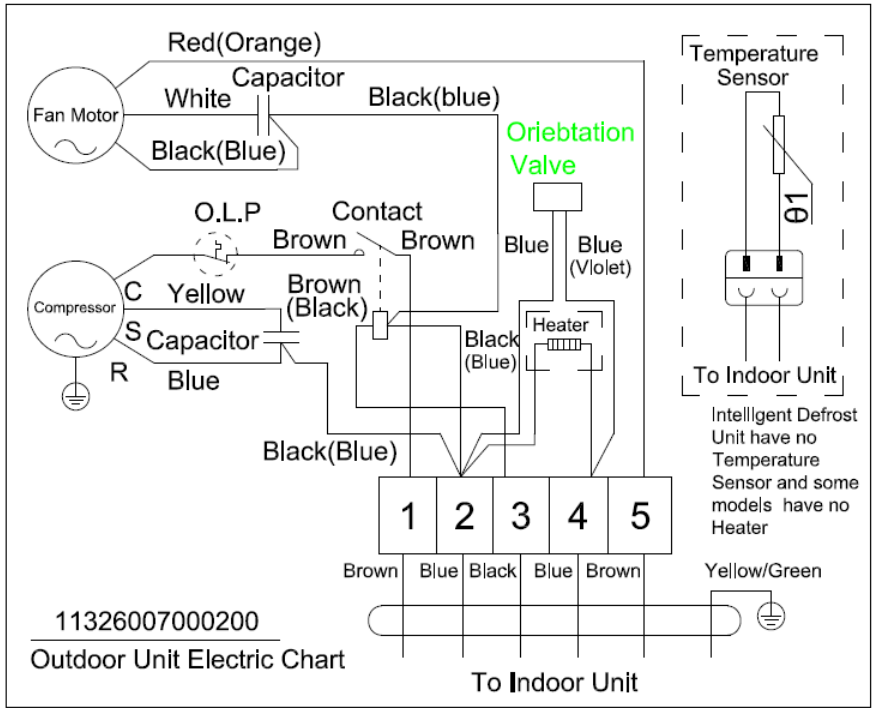 Red(Orange)
Capacitor
Fan Motor
White
Black(blue)
Black(Blue)
Oriebtation
Valve
Temperature
Sensor
θ1
O.L.P
Contact
Brown
Brown
Blue
Blue
(Violet)
Compressor
C
Yellow
Brown
(Black)
S
Capacitor
Black
(Blue)
Heater
R
Blue
To Indoor Unit
Black(Blue)
Intelligent Defrost
Unit have no
Temperature
Sensor and some
models have no
Heater
1 2 3 4 5
Brown Blue Black Blue Brown Yellow/Green
11326007000200
Outdoor Unit Electric Chart
To Indoor Unit